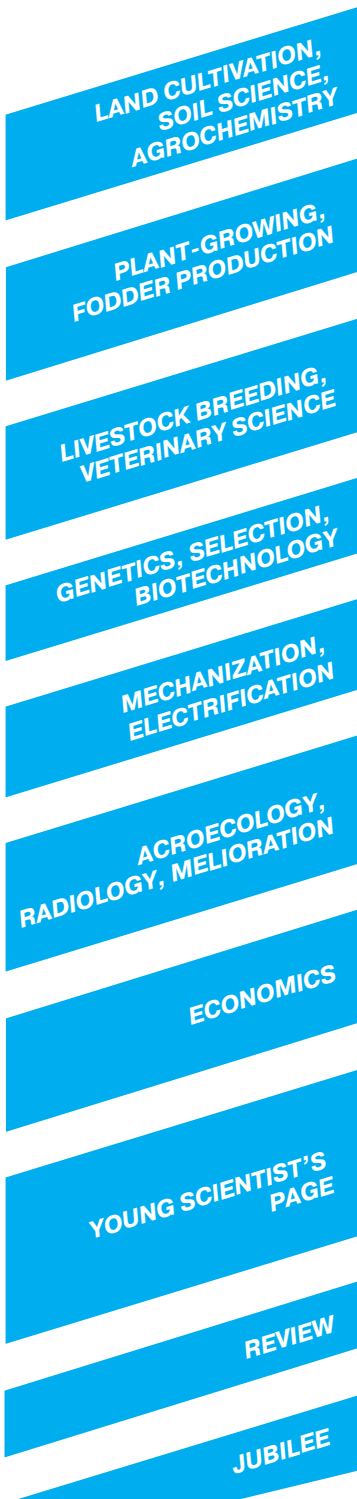 LAND CULTIVATION,
SOIL SCIENCE,
AGROCHEMISTRY
PLANT-GROWING,
FODDER PRODUCTION
LIVESTOCK BREEDING,
VETERINARY SCIENCE
GENETICS, SELECTION,
BIOTECHNOLOGY
MECHANIZATION,
ELECTRIFICATION
ACROECOLOGY,
RADIOLOGY, MELIORATION
ECONOMICS
YOUNG SCIENTIST'S
PAGE
REVIEW
JUBILEE